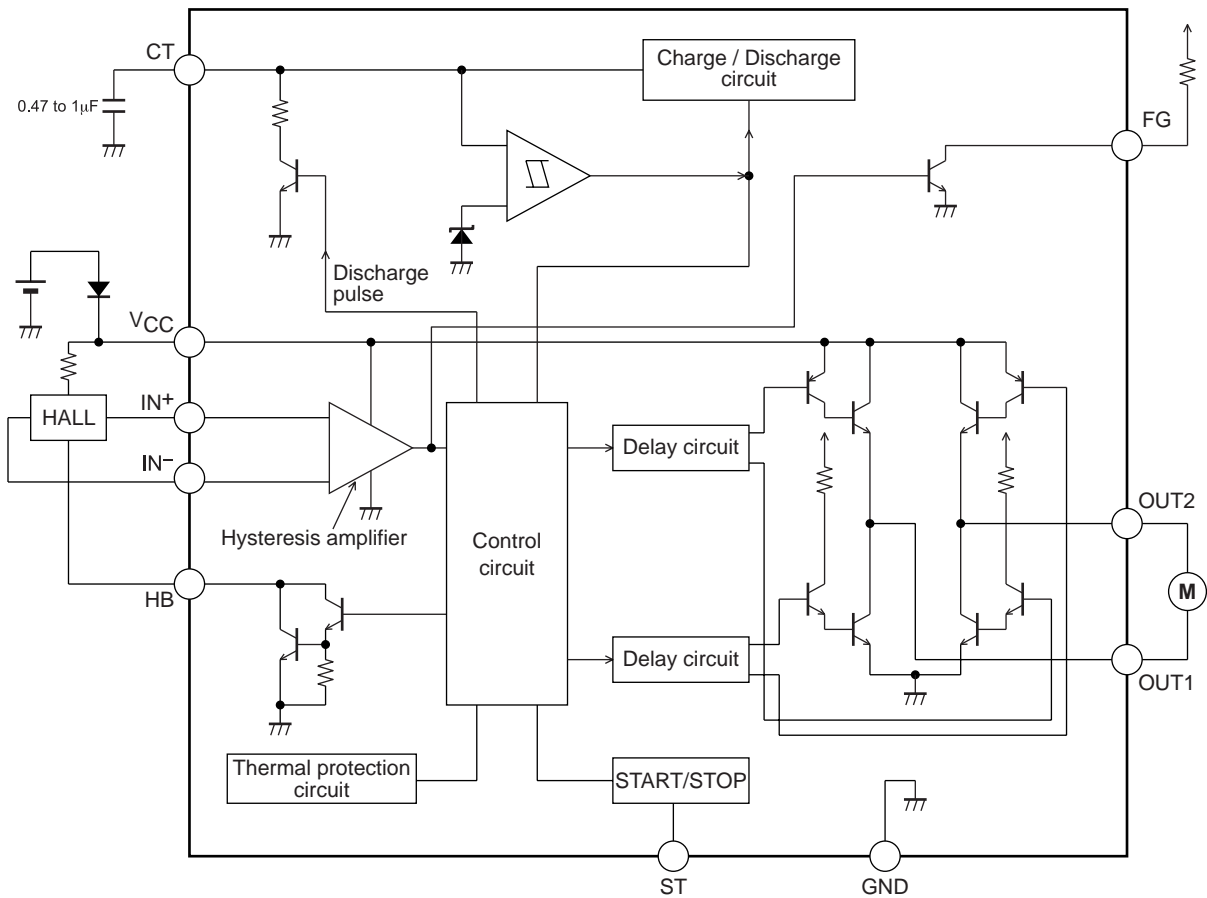 CT
Charge / Discharge
circuit
0.47 to 1μF
FG
Discharge
pulse
VCC
IN+
HALL
Delay circuit
IN−
OUT2
Hysteresis amplifier
Control
circuit
HB
M
Delay circuit
OUT1
Thermal protection
circuit
START/STOP
ST
GND